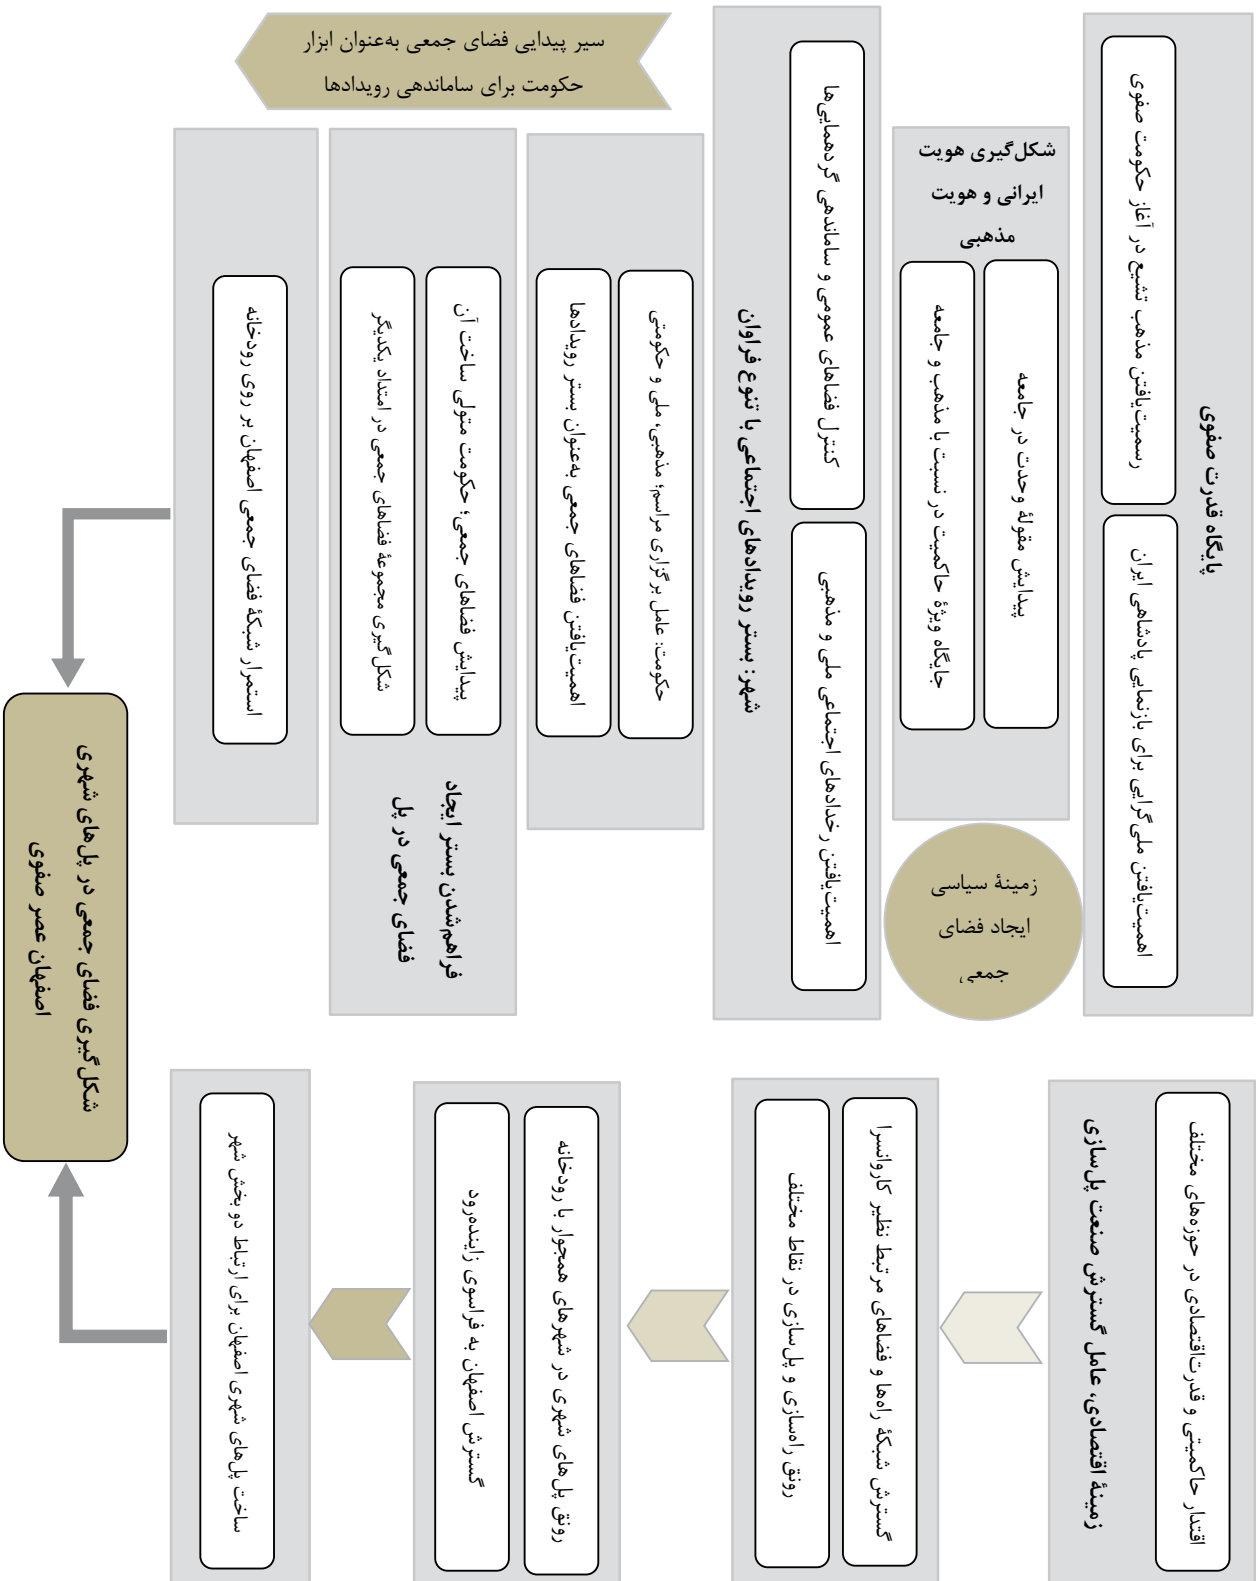 پایگاه قدرت صفوی
رسمیت‌یافتن مذهب تشیع در آغاز حکومت صفوی
اهمیت‌یافتن ملی‌گرایی برای بازنمایی پادشاهی ایران
شکل‌گیری هویت
ایرانی و هویت
مذهبی
پیدایش مقولهٔ وحدت در جامعه
جایگاه ویژهٔ حاکمیت در نسبت با مذهب و جامعه
زمینهٔ سیاسی
ایجاد فضای
جمعی
کنترل فضاهای عمومی و ساماندهی گردهمایی‌ها
اهمیت‌یافتن رخدادهای اجتماعی ملی و مذهبی
شهر: بستر رویدادهای اجتماعی با تنوع فراوان
سیر پیدایی فضای جمعی به‌عنوان ابزار
حکومت برای ساماندهی رویدادها
حکومت: عامل برگزاری مراسم؛ مذهبی، ملی و حکومتی
اهمیت‌یافتن فضاهای جمعی به‌عنوان بستر رویدادها
پیدایش فضاهای جمعی؛ حکومت متولی ساخت آن
شکل‌گیری مجموعهٔ فضاهای جمعی در امتداد یکدیگر
فراهم‌شدن بستر ایجاد
فضای جمعی در پل
استمرار شبکهٔ فضای جمعی اصفهان بر روی رودخانه
اقتدار حاکمیتی و قدرت‌اقتصادی در حوزه‌های مختلف
زمینهٔ اقتصادی، عامل گسترش صنعت پل‌سازی
گسترش شبکهٔ راه‌ها و فضاهای مرتبط نظیر کاروانسرا
رونق راه‌سازی و پل‌سازی در نقاط مختلف
رونق پل‌های شهری در شهرهای همجوار با رودخانه
گسترش اصفهان به فراسوی زاینده‌رود
ساخت پل‌های شهری اصفهان برای ارتباط دو بخش شهر
شکل‌گیری فضای جمعی در پل‌های شهری
اصفهان عصر صفوی